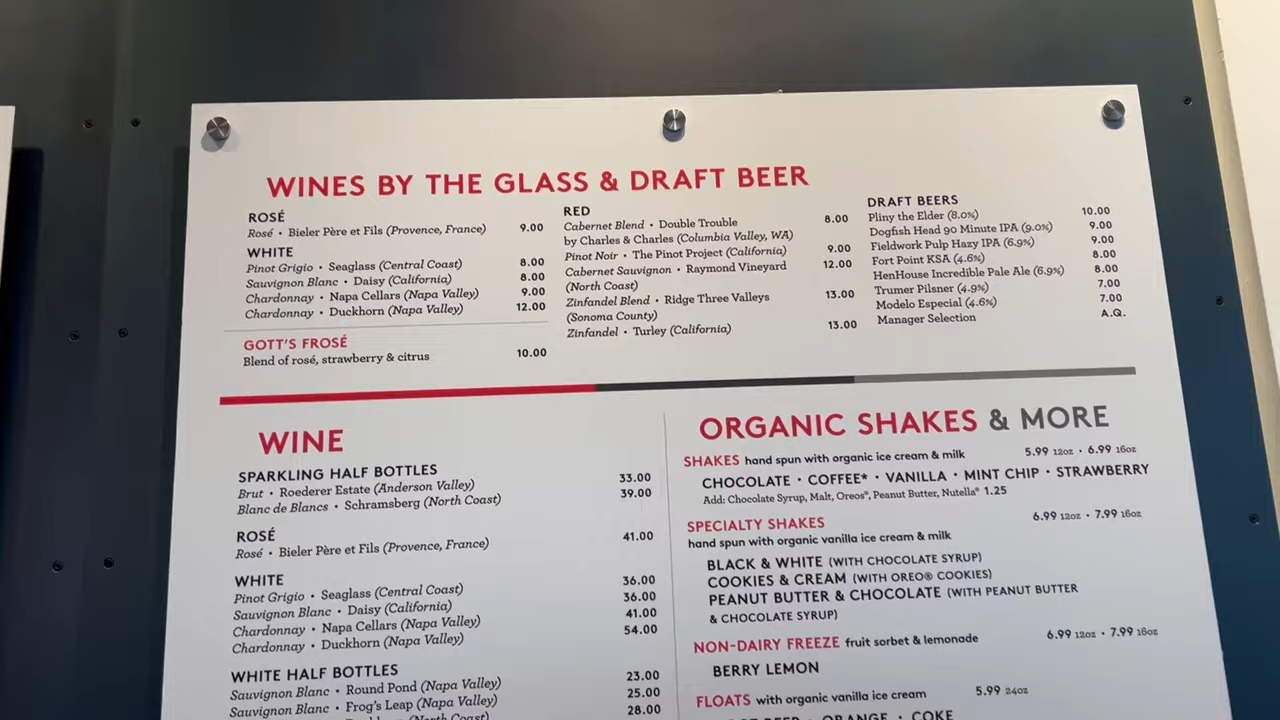 WINES BY THE GLASS & DRAFT BEER
ROSÉ
Rosé • Bieler Père et Fils (Provence, France) 9.00
WHITE
Pinot Grigio • Seaglass (Central Coast) 8.00
Sauvignon Blanc • Daisy (California) 8.00
Chardonnay • Napa Cellars (Napa Valley) 9.00
Chardonnay • Duckhorn (Napa Valley) 12.00
GOTT'S FROSÉ
Blend of rosé, strawberry & citrus 10.00
RED
Cabernet Blend • Double Trouble 8.00
by Charles & Charles (Columbia Valley, WA)
Pinot Noir • The Pinot Project (California) 9.00
Cabernet Sauvignon • Raymond Vineyard 12.00
(North Coast)
Zinfandel Blend • Ridge Three Valleys 13.00
(Sonoma County)
Zinfandel • Turley (California) 13.00
DRAFT BEERS
Pliny the Elder (8.0%) 10.00
Dogfish Head 90 Minute IPA (9.0%) 9.00
Fieldwork Pulp Hazy IPA (6.9%) 9.00
Fort Point KSA (4.6%) 8.00
HenHouse Incredible Pale Ale (6.9%) 8.00
Trumer Pilsner (4.9%) 7.00
Modelo Especial (4.6%) 7.00
Manager Selection A.Q.
WINE
SPARKLING HALF BOTTLES
Brut • Roederer Estate (Anderson Valley) 33.00
Blanc de Blancs • Schramsberg (North Coast) 39.00
ROSÉ
Rosé • Bieler Père et Fils (Provence, France) 41.00
WHITE
Pinot Grigio • Seaglass (Central Coast) 36.00
Sauvignon Blanc • Daisy (California) 36.00
Chardonnay • Napa Cellars (Napa Valley) 41.00
Chardonnay • Duckhorn (Napa Valley) 54.00
WHITE HALF BOTTLES
Sauvignon Blanc • Round Pond (Napa Valley) 23.00
Sauvignon Blanc • Frog's Leap (Napa Valley) 25.00
(North Coast) 28.00
ORGANIC SHAKES & MORE
SHAKES hand spun with organic ice cream & milk 5.99 12oz • 6.99 16oz
CHOCOLATE • COFFEE* • VANILLA • MINT CHIP • STRAWBERRY
Add: Chocolate Syrup, Malt, Oreos®, Peanut Butter, Nutella® 1.25
SPECIALTY SHAKES 6.99 12oz • 7.99 16oz
hand spun with organic vanilla ice cream & milk
BLACK & WHITE (WITH CHOCOLATE SYRUP)
COOKIES & CREAM (WITH OREO® COOKIES)
PEANUT BUTTER & CHOCOLATE (WITH PEANUT BUTTER
& CHOCOLATE SYRUP)
NON-DAIRY FREEZE fruit sorbet & lemonade 6.99 12oz • 7.99 16oz
BERRY LEMON
FLOATS with organic vanilla ice cream 5.99 24oz
BEER • ORANGE • COKE